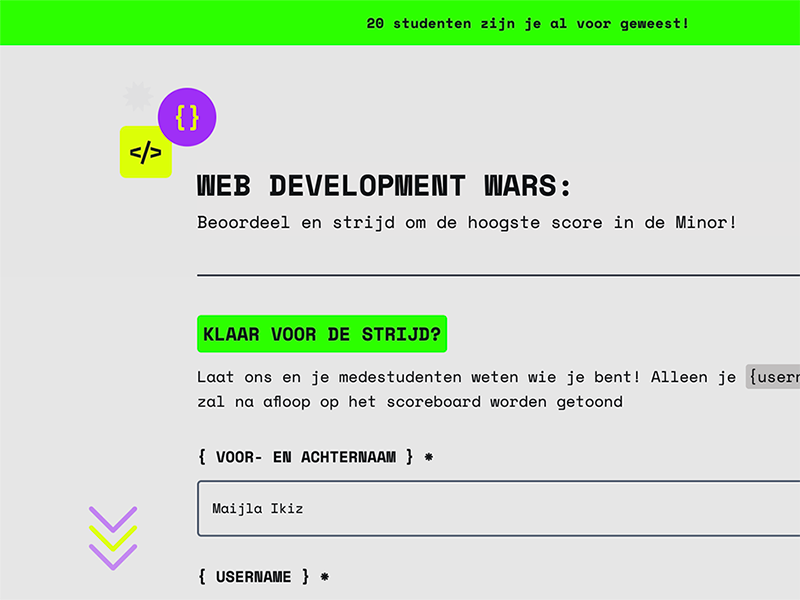 20 studenten zijn je al voor geweest!
{}
</>
WEB DEVELOPMENT WARS:
Beoordeel en strijd om de hoogste score in de Minor!
KLAAR VOOR DE STRIJD?
Laat ons en je medestudenten weten wie je bent! Alleen je
zal na afloop op het scoreboard worden getoond
{ VOOR- EN ACHTERNAAM } *
Maijla Ikiz
{ USERNAME } *